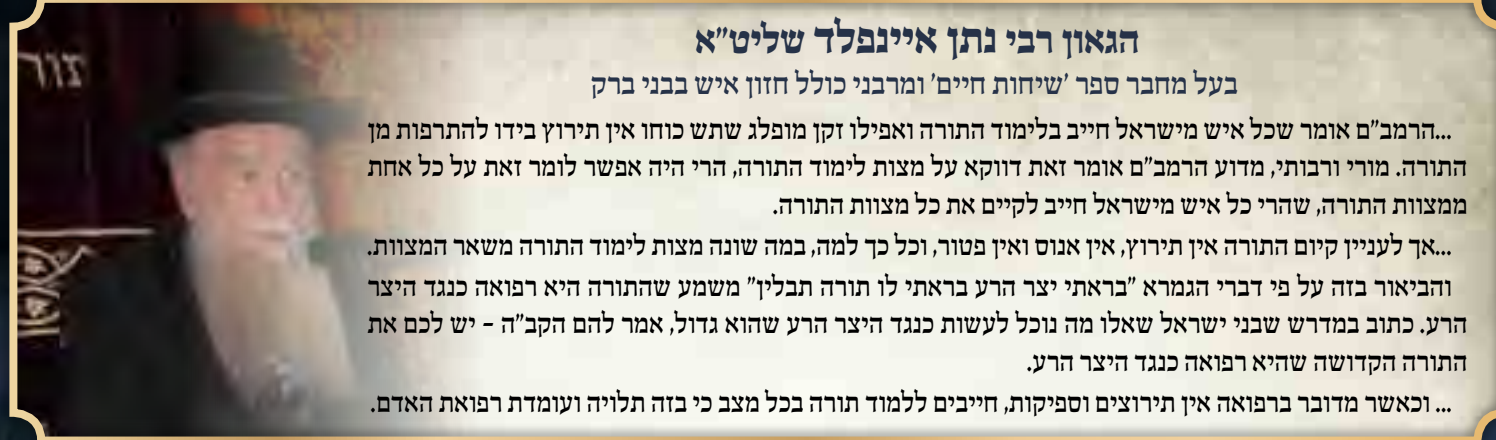 הגאון רבי נתן איינפלד שליט"א
בעל מחבר ספר 'שיחות חיים' ומרבני כולל חזון איש בבני ברק
...הרמב"ם אומר שכל איש מישראל חייב בלימוד התורה ואפילו זקן מופלג שתש כוחו אין תירוץ בידו להתרפות מן
התורה. מורי ורבותי, מדוע הרמב"ם אומר זאת דווקא על מצות לימוד התורה, הרי היה אפשר לומר זאת על כל אחת
ממצוות התורה, שהרי כל איש מישראל חייב לקיים את כל מצוות התורה.
...אך לעניין קיום התורה אין תירוץ, אין אנוס ואין פטור, וכל כך למה, במה שונה מצות לימוד התורה משאר המצוות.
והביאור בזה על פי דברי הגמרא "בראתי יצר הרע בראתי לו תורה תבלין" משמע שהתורה היא רפואה כנגד היצר
הרע. כתוב במדרש שבני ישראל שאלו מה נוכל לעשות כנגד היצר הרע שהוא גדול, אמר להם הקב"ה - יש לכם את
התורה הקדושה שהיא רפואה כנגד היצר הרע.
... וכאשר מדובר ברפואה אין תירוצים וספיקות, חייבים ללמוד תורה בכל מצב כי בזה תלויה ועומדת רפואת האדם.